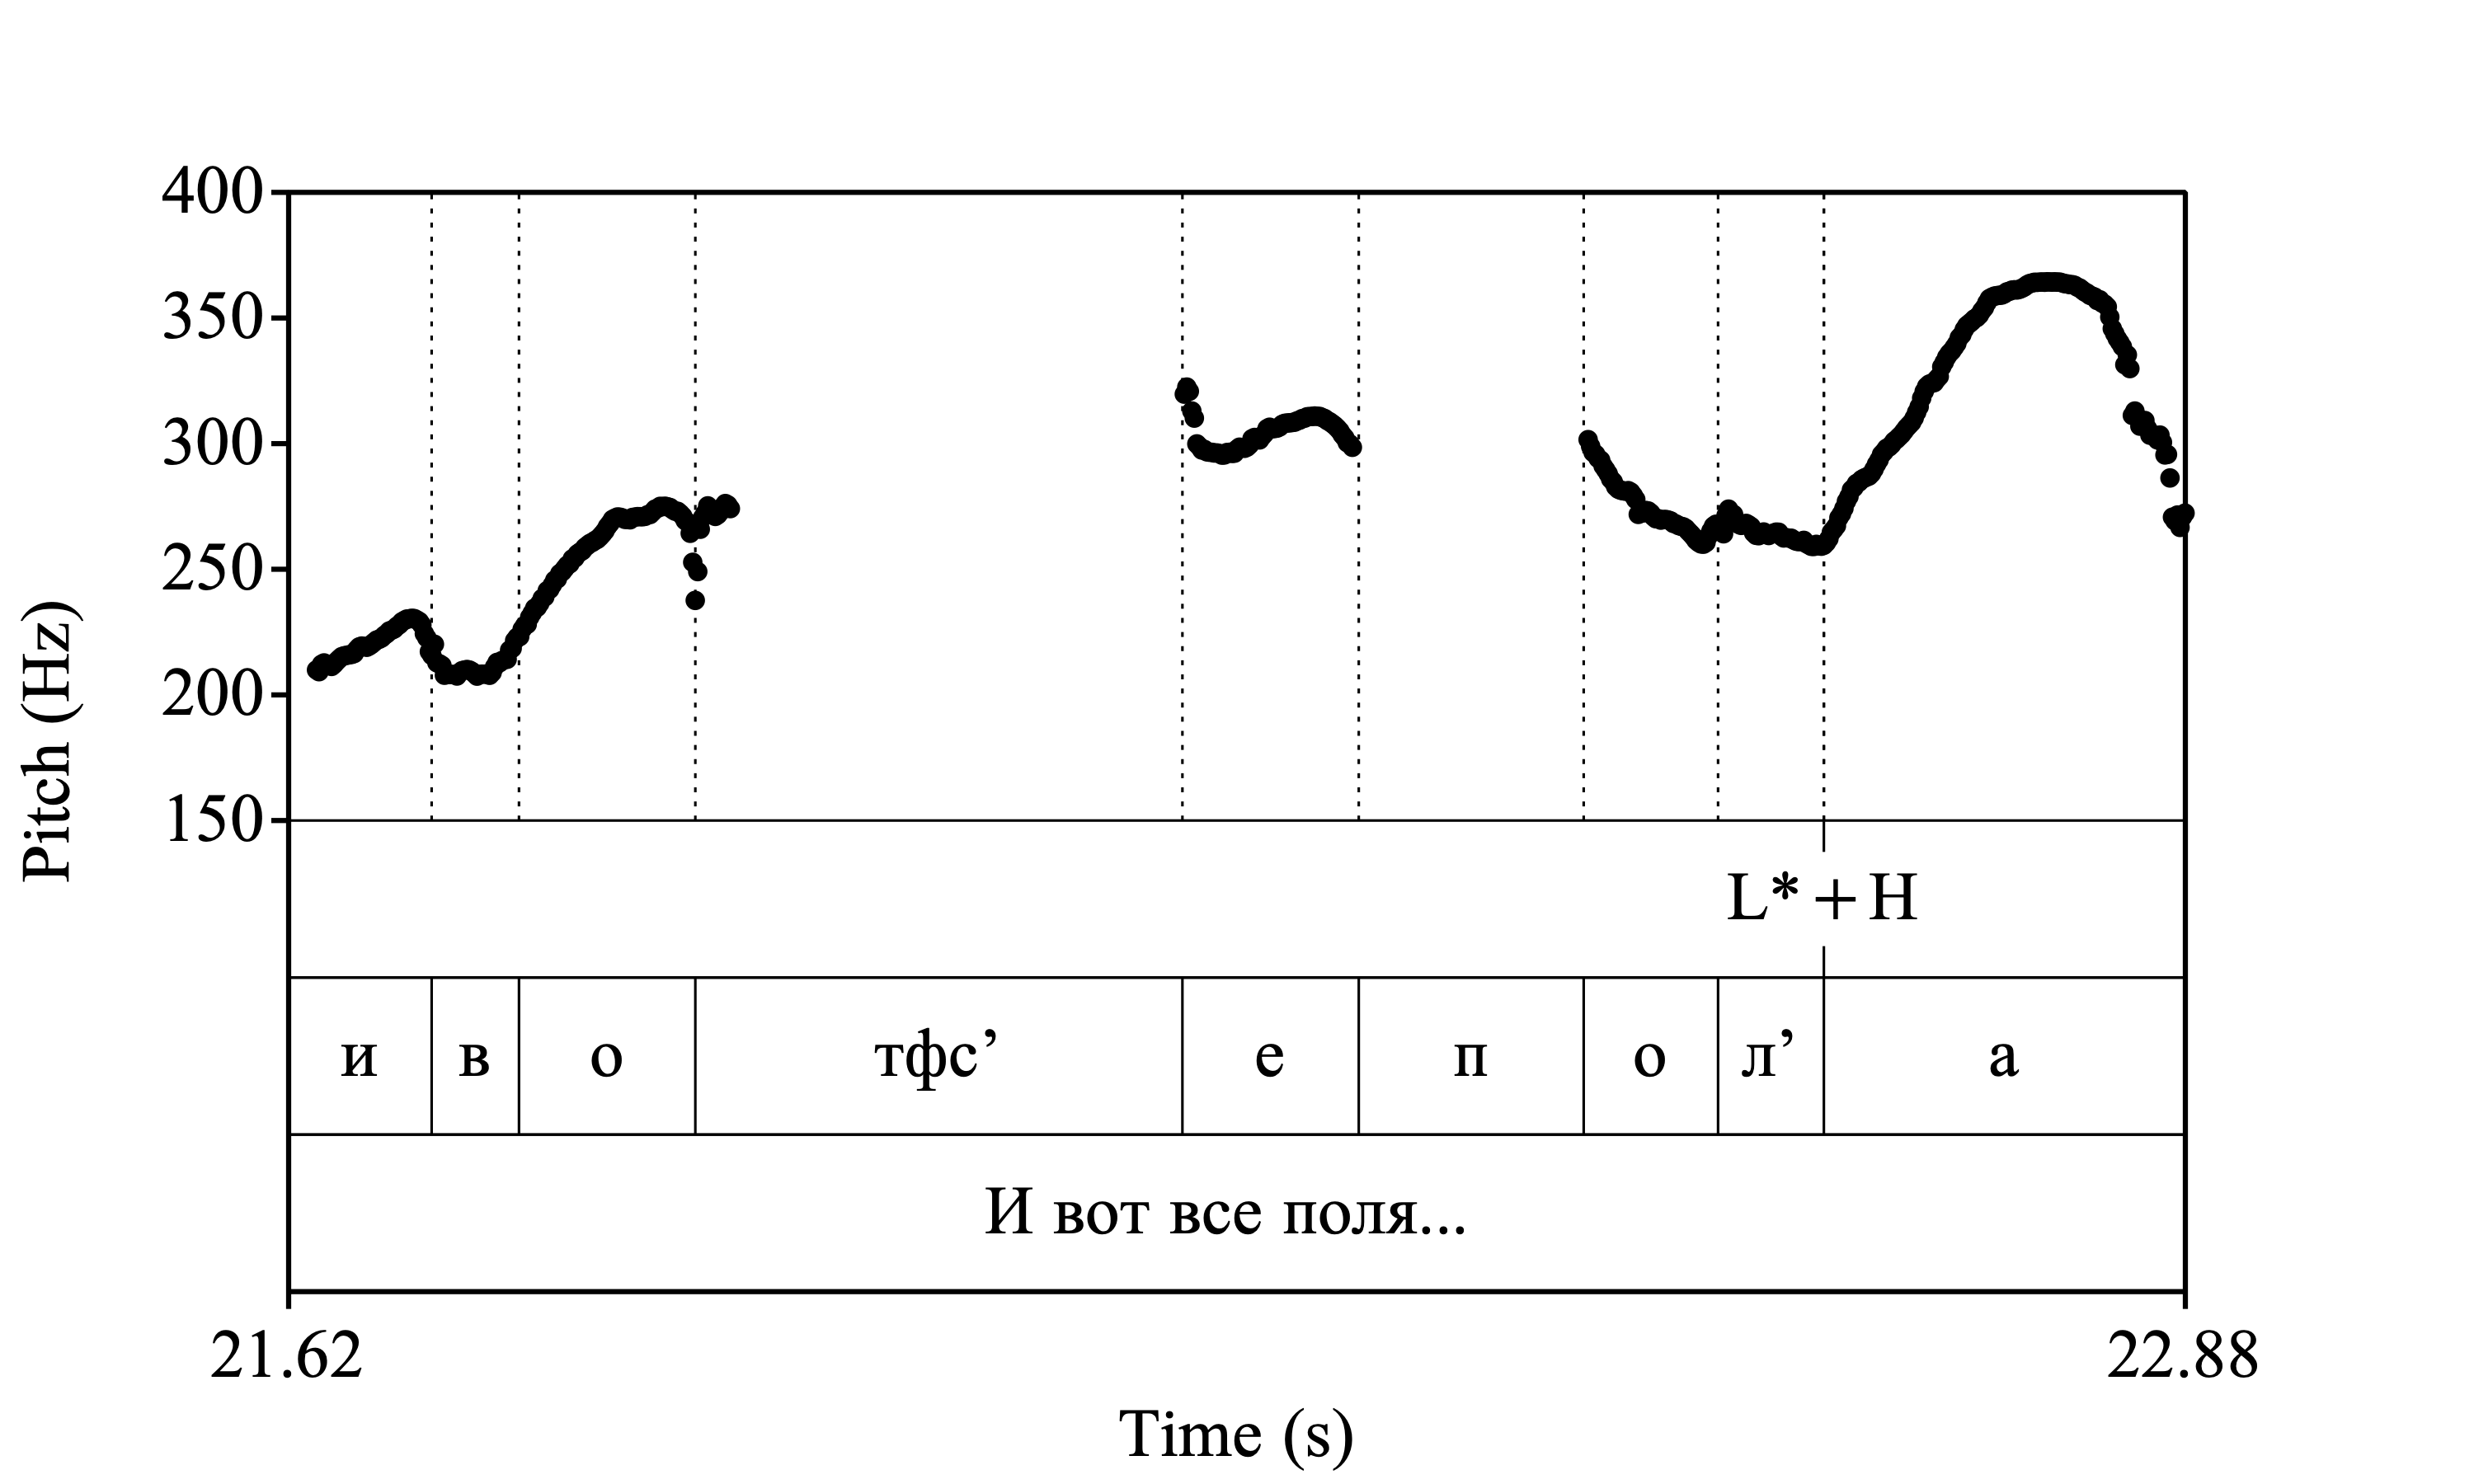 400
350
300
250
200
150
Pitch (Hz)
L*+H
и в о тфс’ е п о л’ а
И вот все поля...
21.62 22.88
Time (s)